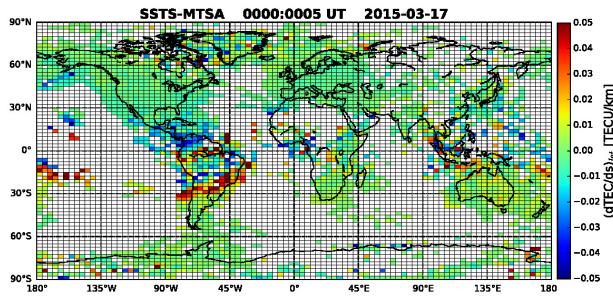 SSTS-MTSA 0000:0005 UT 2015-03-17
90°N
60°N
30°N
0°
30°S
60°S
90°S
180° 135°W 90°W 45°W 0° 45°E 90°E 135°E 180
0.05
0.04
0.03
0.02
0.01
0.00
−0.01
−0.02
−0.03
−0.04
−0.05
(dTEC/ds)lat [TECU/km]